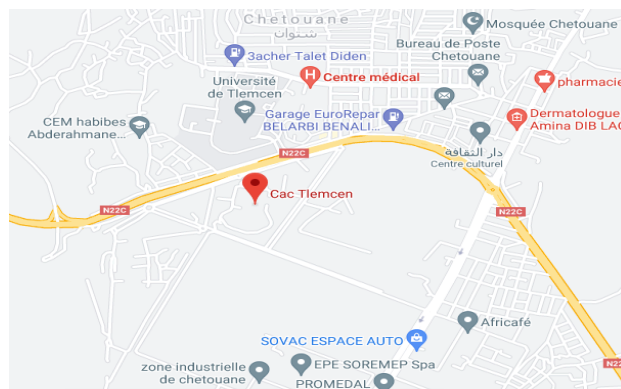 Chetouane
شتوان
Mosquée Chetouane
Bureau de Poste
Chetouane
3acher Talet Diden
Centre médical
pharmacie
Université
de Tlemcen
Garage EuroRepar
BELARBI BENALI...
Dermatologue
Amina DIB LAC
CEM habibes
Abderahmane...
دار الثقافة
Centre culturel
N22C
Cac Tlemcen
N22C
N22C
Africafé
SOVAC ESPACE AUTO
EPE SOREMEP Spa
zone industrielle
de chetouane
PROMEDAL